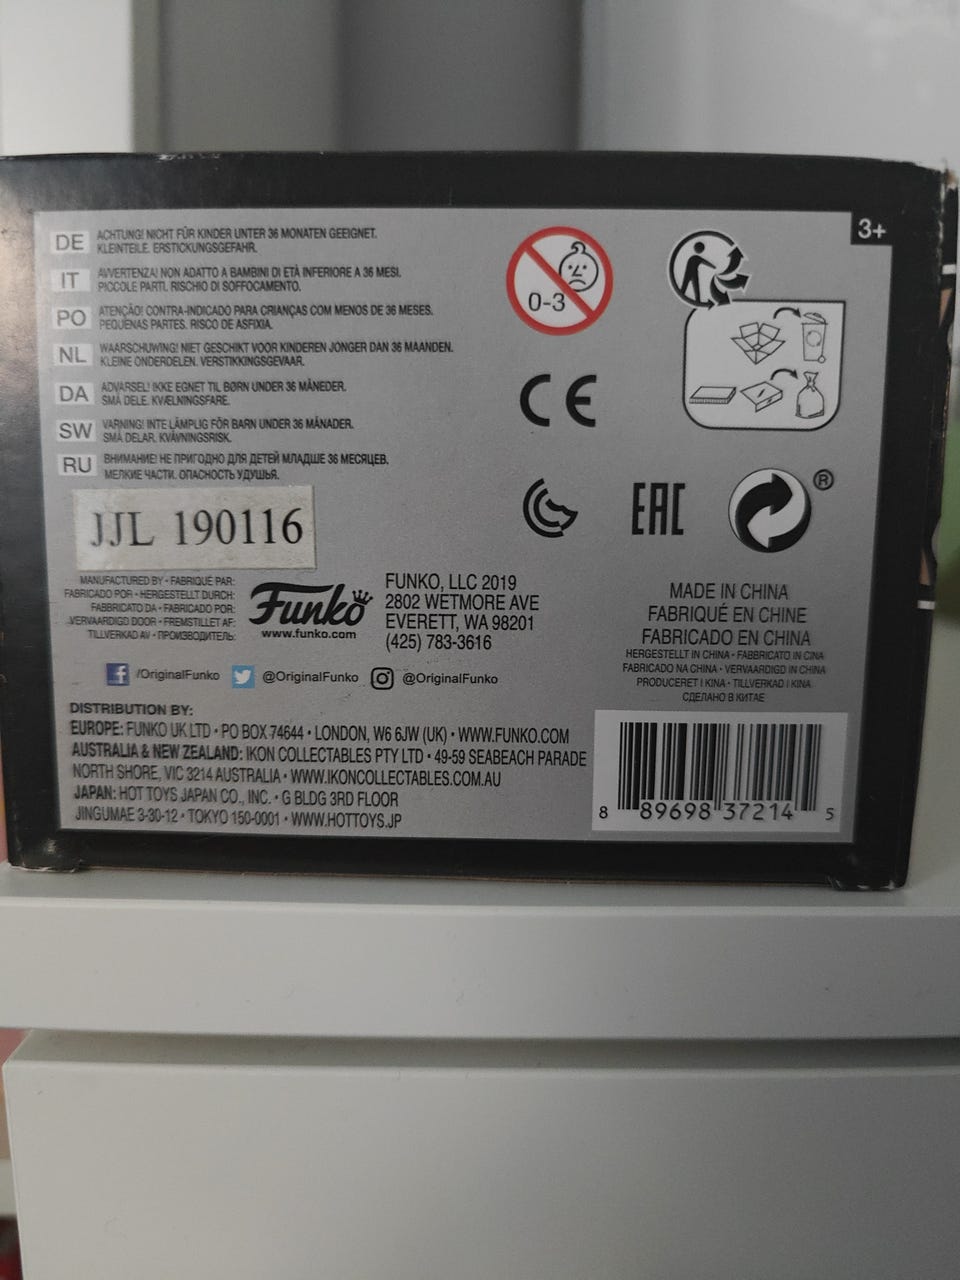 3+
DE ACHTUNG! NICHT FÜR KINDER UNTER 36 MONATEN GEEIGNET.
KLEINTEILE. ERSTICKUNGSGEFAHR.
IT AVVERTENZA! NON ADATTO A BAMBINI DI ETÀ INFERIORE A 36 MESI.
PICCOLE PARTI. RISCHIO DI SOFFOCAMENTO.
PO ATENÇÃO! CONTRA-INDICADO PARA CRIANÇAS COM MENOS DE 36 MESES.
PEQUENAS PARTES. RISCO DE ASFIXIA.
NL WAARSCHUWING! NIET GESCHIKT VOOR KINDEREN JONGER DAN 36 MAANDEN.
KLEINE ONDERDELEN. VERSTIKKINGSGEVAAR.
DA ADVARSEL! IKKE EGNET TIL BØRN UNDER 36 MÅNEDER.
SMÅ DELE. KVÆLNINGSFARE.
SW VARNING! INTE LÄMPLIG FÖR BARN UNDER 36 MÅNADER.
SMÅ DELAR. KVÄVNINGSRISK.
RU ВНИМАНИЕ! НЕ ПРИГОДНО ДЛЯ ДЕТЕЙ МЛАДШЕ 36 МЕСЯЦЕВ.
МЕЛКИЕ ЧАСТИ. ОПАСНОСТЬ УДУШЬЯ.
0-3
CE
EAC
®
JJL 190116
MANUFACTURED BY • FABRIQUÉ PAR:
FABRICADO POR • HERGESTELLT DURCH:
FABBRICATO DA • FABRICADO POR:
VERVAARDIGD DOOR • FREMSTILLET AF:
TILLVERKAD AV • ПРОИЗВОДИТЕЛЬ:
Funko
www.funko.com
FUNKO, LLC 2019
2802 WETMORE AVE
EVERETT, WA 98201
(425) 783-3616
f /OriginalFunko @OriginalFunko @OriginalFunko
MADE IN CHINA
FABRIQUÉ EN CHINE
FABRICADO EN CHINA
HERGESTELLT IN CHINA • FABBRICATO IN CINA
FABRICADO NA CHINA • VERVAARDIGD IN CHINA
PRODUCERET I KINA • TILLVERKAD I KINA
СДЕЛАНО В КИТАЕ
DISTRIBUTION BY:
EUROPE: FUNKO UK LTD • PO BOX 74644 • LONDON, W6 6JW (UK) • WWW.FUNKO.COM
AUSTRALIA & NEW ZEALAND: IKON COLLECTABLES PTY LTD • 49-59 SEABEACH PARADE
NORTH SHORE, VIC 3214 AUSTRALIA • WWW.IKONCOLLECTABLES.COM.AU
JAPAN: HOT TOYS JAPAN CO., INC. • G BLDG 3RD FLOOR
JINGUMAE 3-30-12 • TOKYO 150-0001 • WWW.HOTTOYS.JP
8 89698 37214 5